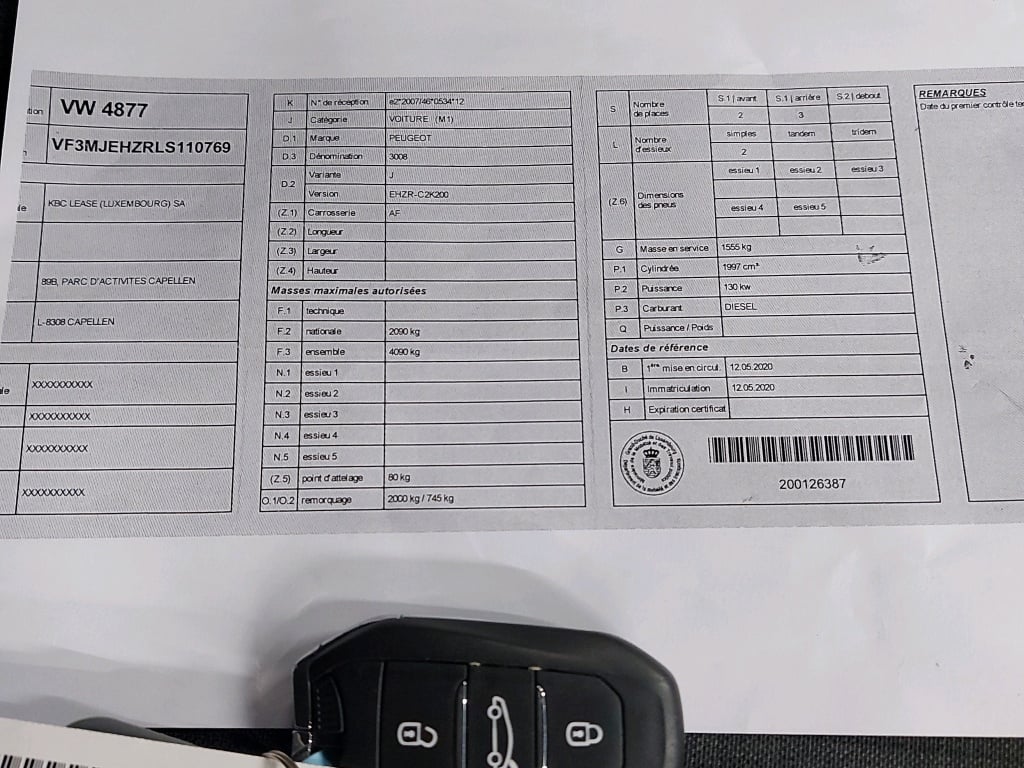 tion VW 4877
VF3MJEHZRLS110769
KBC LEASE (LUXEMBOURG) SA
89B, PARC D'ACTIVITES CAPELLEN
L-8308 CAPELLEN
XXXXXXXXXX
XXXXXXXXXX
XXXXXXXXXX
XXXXXXXXXX
K N° de réception e2*2007/46*0534*12
J Catégorie VOITURE (M1)
D.1 Marque PEUGEOT
D.3 Dénomination 3008
D.2 Variante J
Version EHZR-C2K200
(Z.1) Carrosserie AF
(Z.2) Longueur
(Z.3) Largeur
(Z.4) Hauteur
Masses maximales autorisées
F.1 technique
F.2 nationale 2090 kg
F.3 ensemble 4090 kg
N.1 essieu 1
N.2 essieu 2
N.3 essieu 3
N.4 essieu 4
N.5 essieu 5
(Z.5) point d'attelage 80 kg
O.1/O.2 remorquage 2000 kg / 745 kg
S Nombre de places S.1 | avant S.1 | arrière S.2 | debout
2 3
L Nombre d'essieux simples tandem tridem
2
(Z.6) Dimensions des pneus essieu 1 essieu 2 essieu 3
essieu 4 essieu 5
G Masse en service 1555 kg
P.1 Cylindrée 1997 cm³
P.2 Puissance 130 kw
P.3 Carburant DIESEL
Q Puissance / Poids
Dates de référence
B 1ère mise en circul. 12.05.2020
I Immatriculation 12.05.2020
H Expiration certificat
200126387
REMARQUES
Date du premier contrôle tec